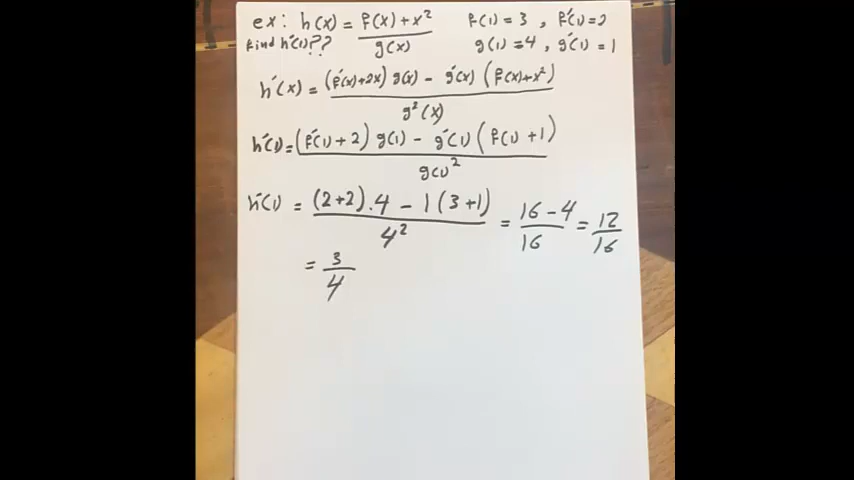 ex: h(x) = f(x)+x² / g(x) f(1) = 3 , f'(1) = 2
find h'(1)?? g(1) = 4 , g'(1) = 1
h'(x) = (f'(x)+2x) g(x) - g'(x) (f(x)+x²) / g²(x)
h'(1) = (f'(1)+2) g(1) - g'(1) (f(1)+1) / g(1)²
h'(1) = (2+2).4 - 1(3+1) / 4² = 16-4 / 16 = 12 / 16
= 3 / 4